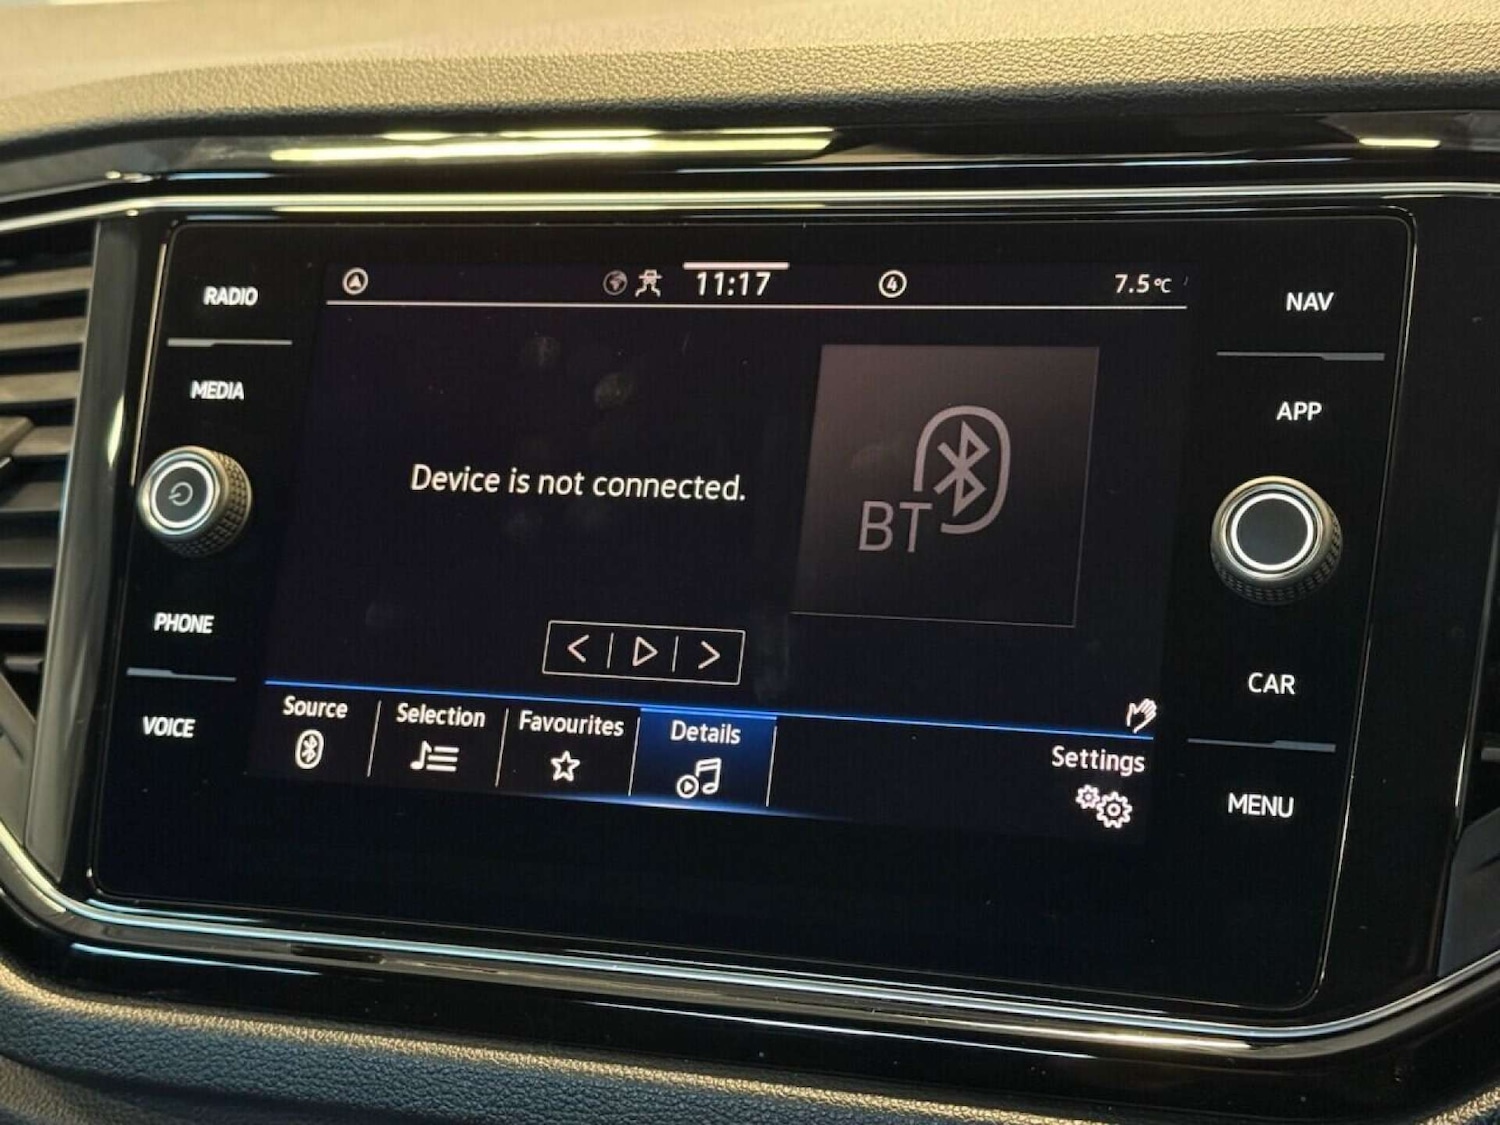 RADIO
MEDIA
PHONE
VOICE
11:17
4
7.5°C
Device is not connected.
BT
Source
Selection
Favourites
Details
Settings
NAV
APP
CAR
MENU